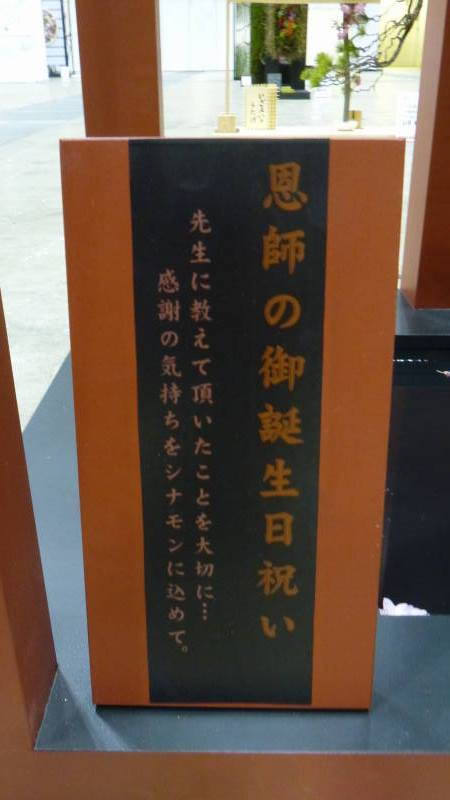 恩師の御誕生日祝い
先生に教えて頂いたことを大切に…
感謝の気持ちをシナモンに込めて。